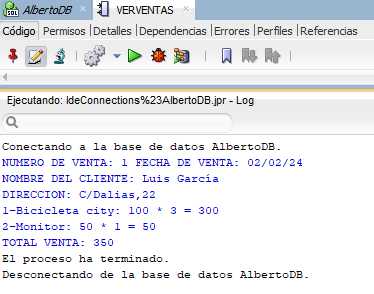 SQL AlbertoDB VERVENTAS
Código Permisos Detalles Dependencias Errores Perfiles Referencias
Ejecutando: IdeConnections%23AlbertoDB.jpr - Log
Conectando a la base de datos AlbertoDB.
NUMERO DE VENTA: 1 FECHA DE VENTA: 02/02/24
NOMBRE DEL CLIENTE: Luis García
DIRECCION: C/Dalias,22
1-Bicicleta city: 100 * 3 = 300
2-Monitor: 50 * 1 = 50
TOTAL VENTA: 350
El proceso ha terminado.
Desconectando de la base de datos AlbertoDB.